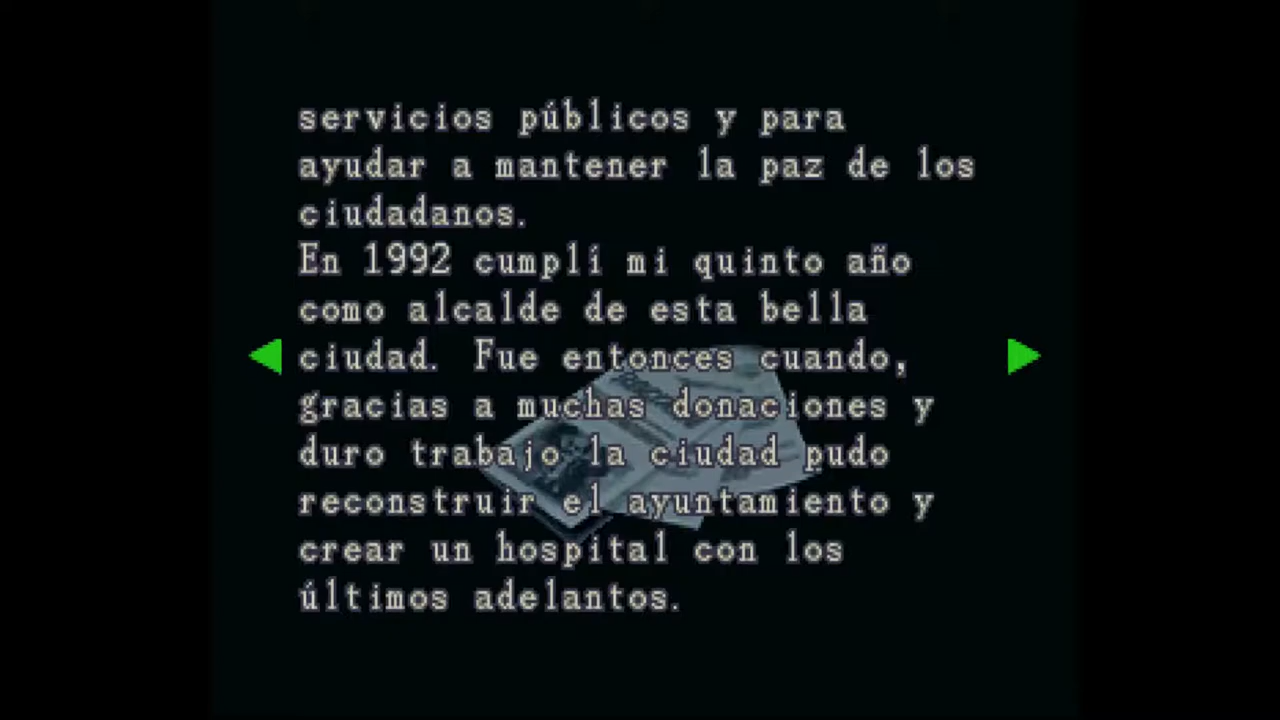 servicios públicos y para
ayudar a mantener la paz de los
ciudadanos.
En 1992 cumplí mi quinto año
como alcalde de esta bella
ciudad. Fue entonces cuando,
gracias a muchas donaciones y
duro trabajo la ciudad pudo
reconstruir el ayuntamiento y
crear un hospital con los
últimos adelantos.